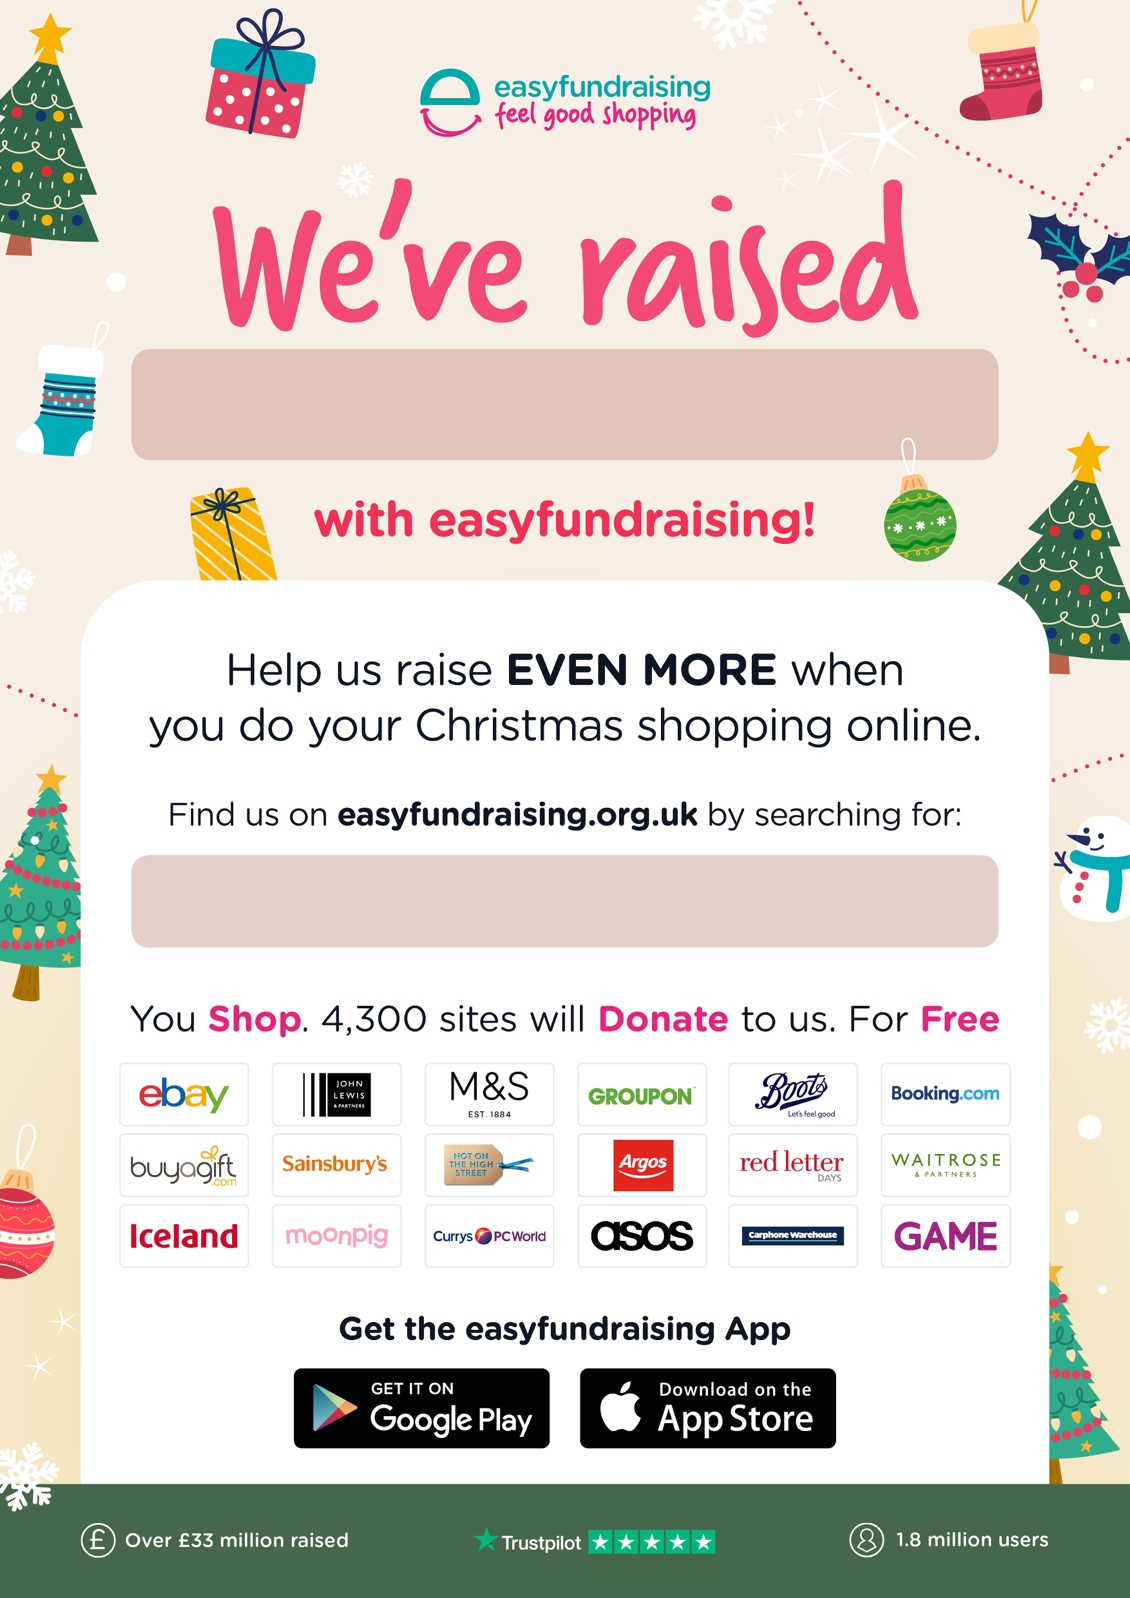 easyfundraising
feel good shopping
We've raised
with easyfundraising!
Help us raise EVEN MORE when
you do your Christmas shopping online.
Find us on easyfundraising.org.uk by searching for:
You Shop. 4,300 sites will Donate to us. For Free
ebay
JOHN
LEWIS
& PARTNERS
M&S
EST. 1884
GROUPON
Boots
Let's feel good
Booking.com
buyagift
.com
Sainsbury's
NOT ON
THE HIGH
STREET
Argos
red letter
DAYS
WAITROSE
& PARTNERS
Iceland
moonpig
Currys PC World
asos
Carphone Warehouse
GAME
Get the easyfundraising App
GET IT ON
Google Play
Download on the
App Store
£ Over £33 million raised
Trustpilot
1.8 million users